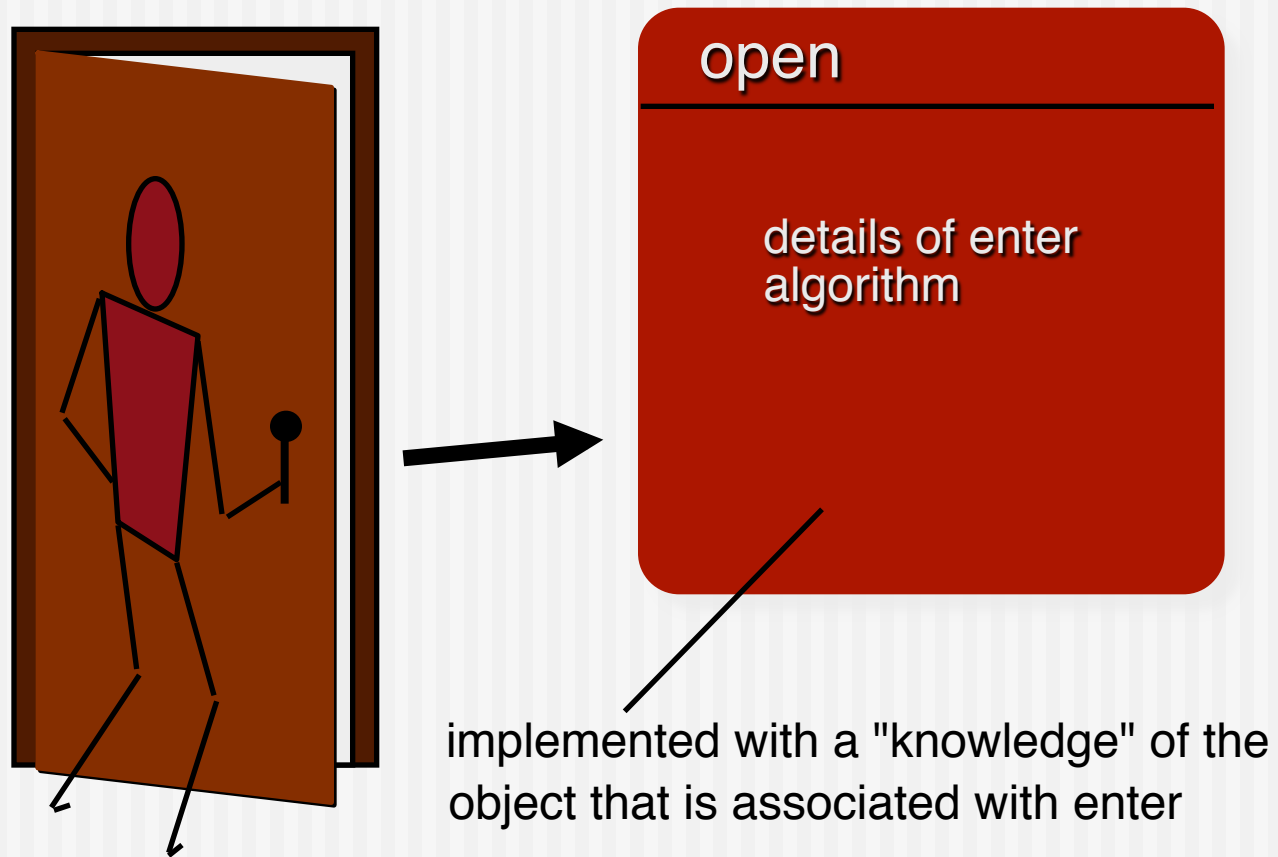 open
details of enter
algorithm
implemented with a "knowledge" of the
object that is associated with enter